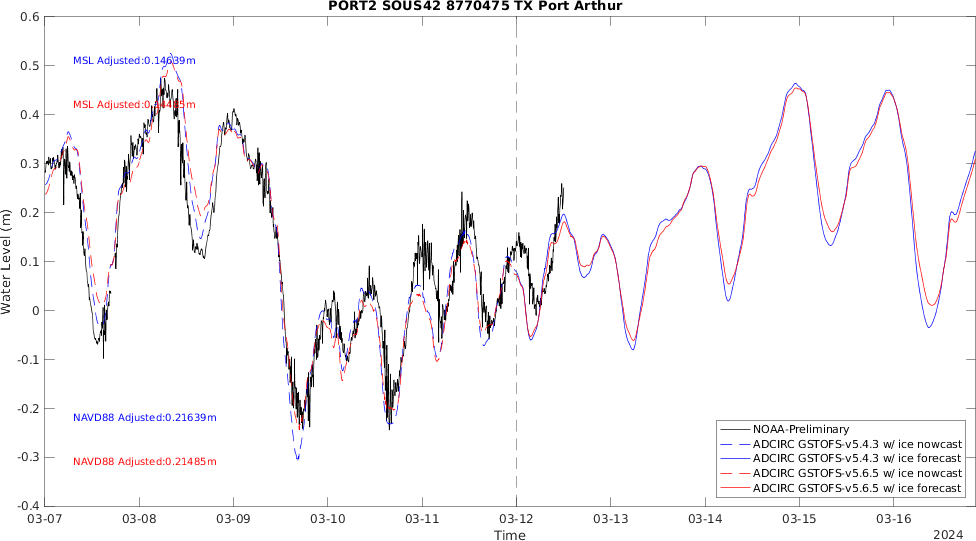 PORT2 SOUS42 8770475 TX Port Arthur
0.6
0.5
0.4
0.3
0.2
0.1
0
-0.1
-0.2
-0.3
-0.4
Water Level (m)
MSL Adjusted:0.14639m
MSL Adjusted:
NAVD88 Adjusted:0.21639m
NAVD88 Adjusted:0.21485m
NOAA-Preliminary
ADCIRC GSTOFS-v5.4.3 w/ ice nowcast
ADCIRC GSTOFS-v5.4.3 w/ ice forecast
ADCIRC GSTOFS-v5.6.5 w/ ice nowcast
ADCIRC GSTOFS-v5.6.5 w/ ice forecast
03-07 03-08 03-09 03-10 03-11 03-12 03-13 03-14 03-15 03-16
Time
2024